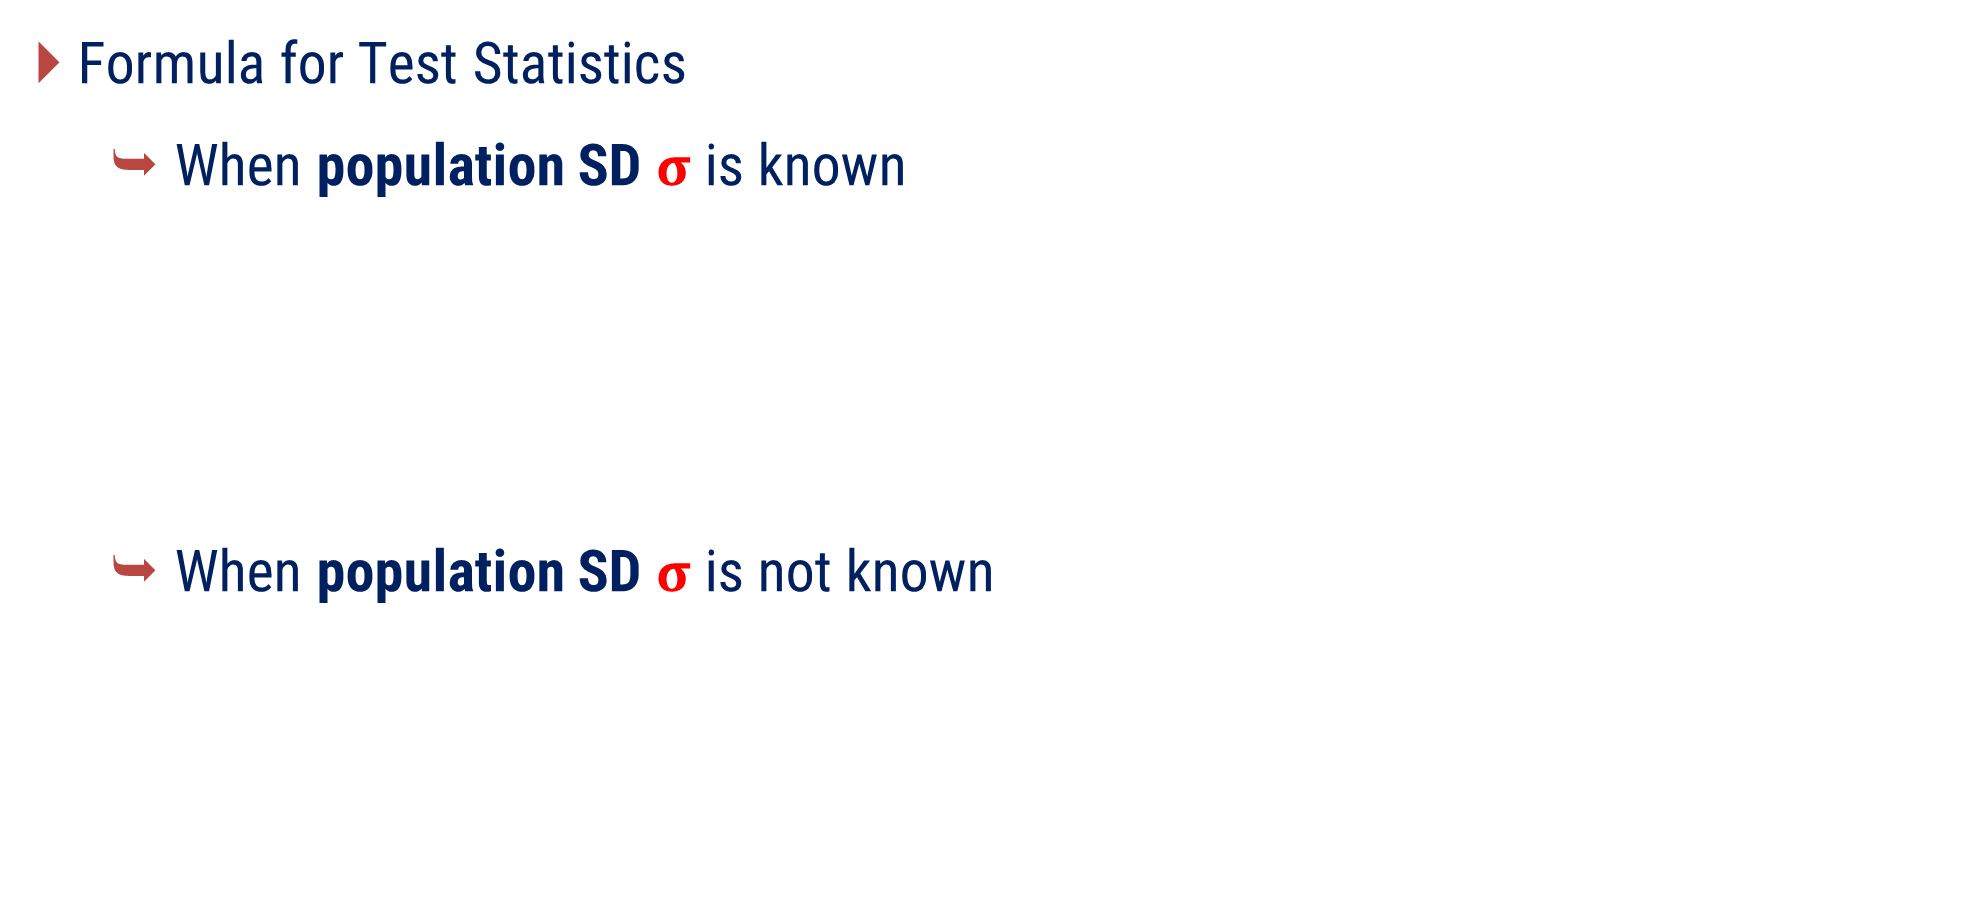 Formula for Test Statistics
When population SD σ is known
When population SD σ is not known